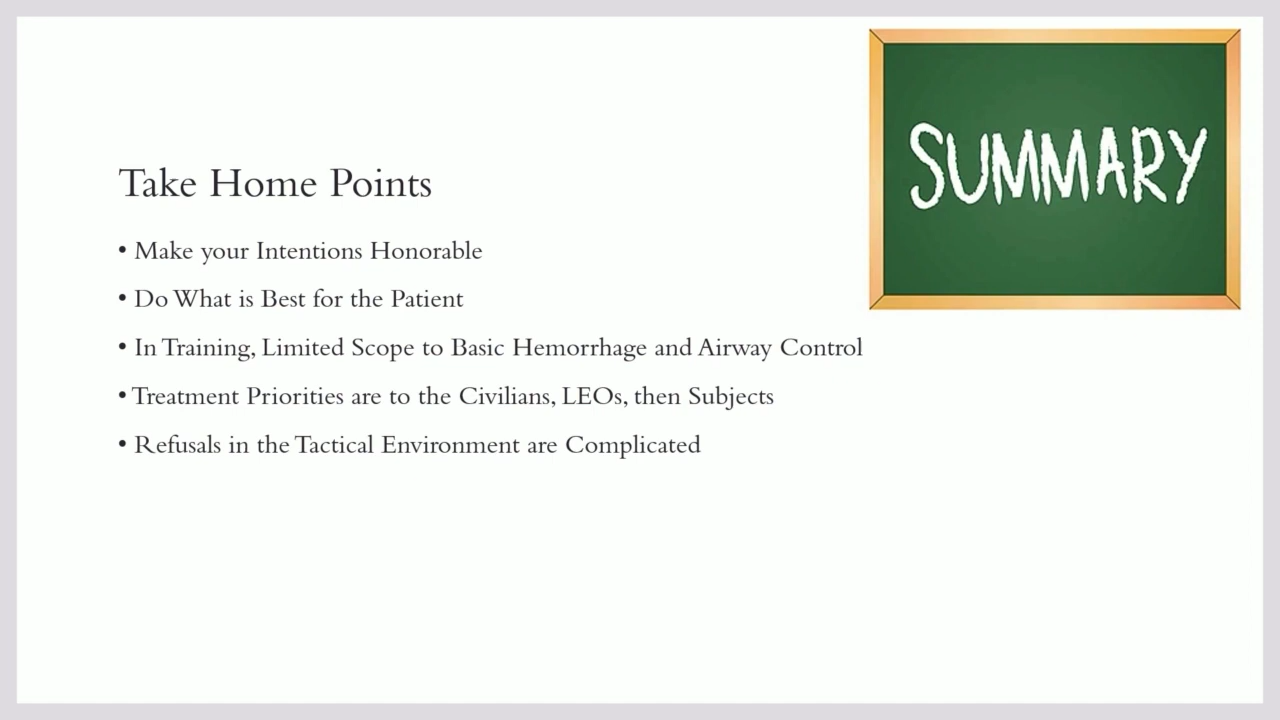 SUMMARY
Take Home Points
• Make your Intentions Honorable
• Do What is Best for the Patient
• In Training, Limited Scope to Basic Hemorrhage and Airway Control
• Treatment Priorities are to the Civilians, LEOs, then Subjects
• Refusals in the Tactical Environment are Complicated